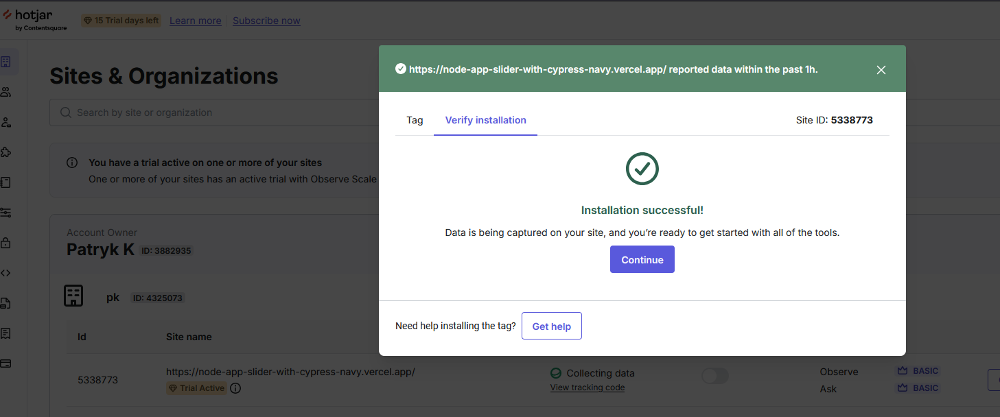 hotjar
by Contentsquare
15 Trial days left
Learn more
Subscribe now
Sites & Organizations
Search by site or organization
You have a trial active on one or more of your sites
One or more of your sites has an active trial with Observe Scale
Account Owner
Patryk K ID: 3882935
pk ID: 4325073
Id Site name
5338773
https://node-app-slider-with-cypress-navy.vercel.app/
Trial Active
Collecting data
View tracking code
Observe BASIC
Ask BASIC
https://node-app-slider-with-cypress-navy.vercel.app/ reported data within the past 1h.
Tag Verify installation Site ID: 5338773
Installation successful!
Data is being captured on your site, and you’re ready to get started with all of the tools.
Continue
Need help installing the tag? Get help